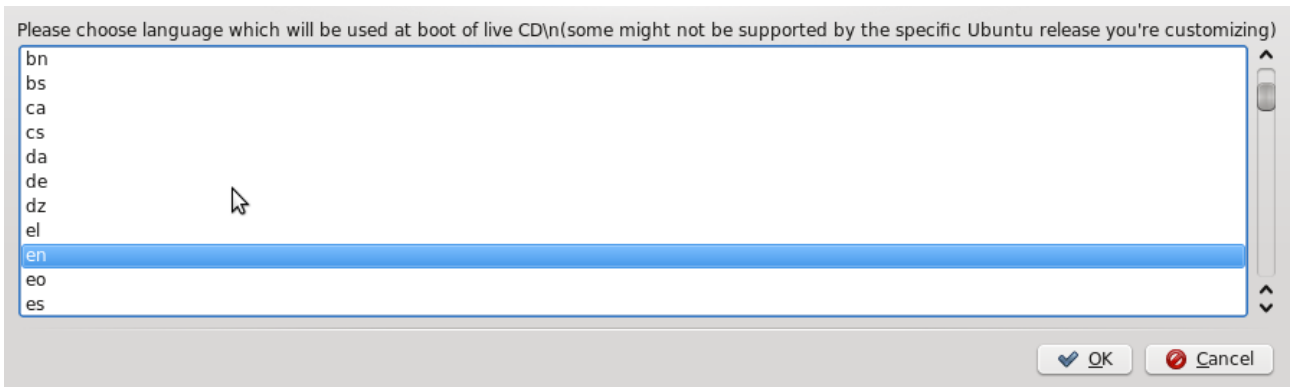 Please choose language which will be used at boot of live CD\n(some might not be supported by the specific Ubuntu release you're customizing)
bn
bs
ca
cs
da
de
dz
el
en
eo
es
OK
Cancel